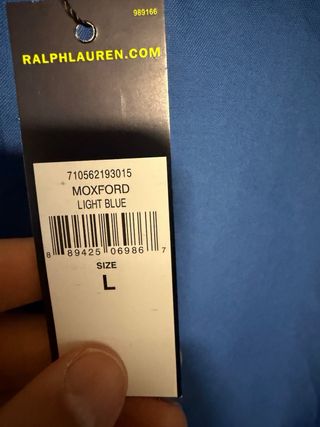 989166
RALPHLAUREN.COM
710562193015
MOXFORD
LIGHT BLUE
8 89425 06986 7
SIZE
L